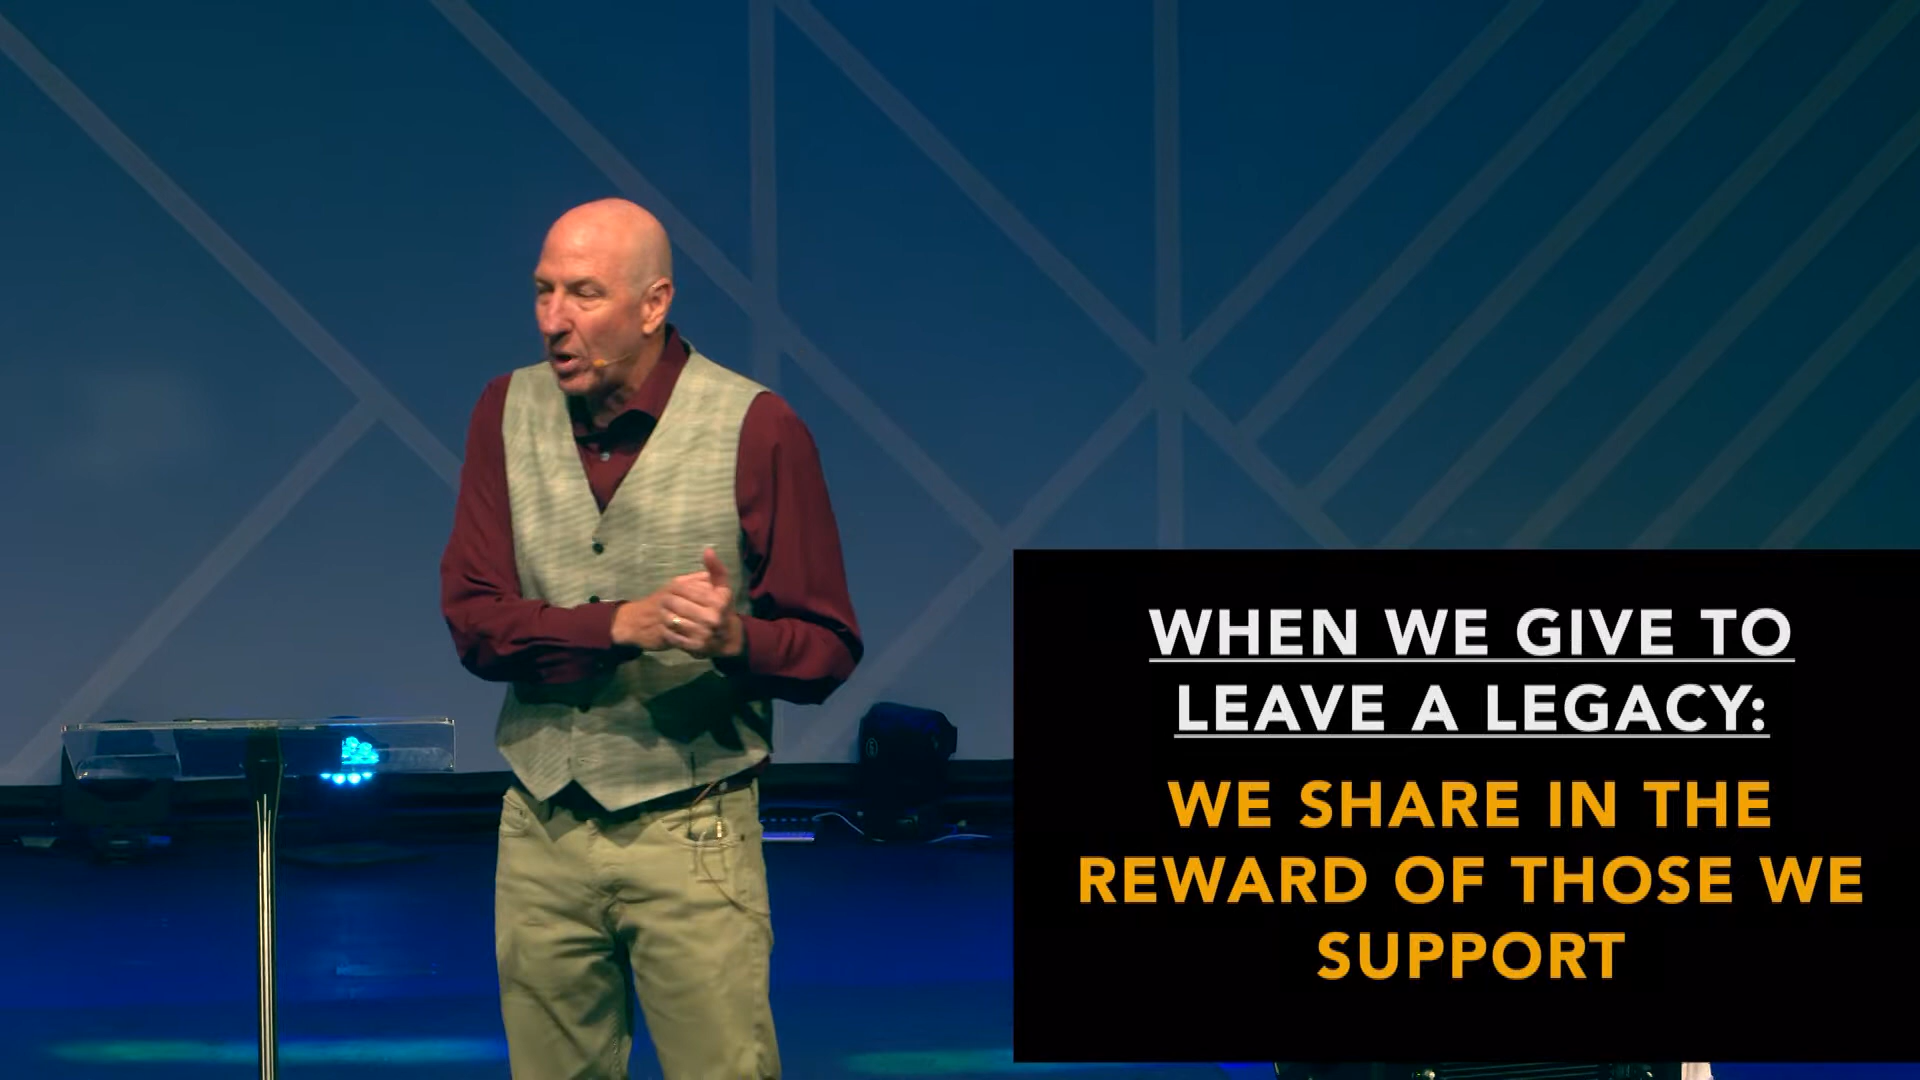 WHEN WE GIVE TO
LEAVE A LEGACY:
WE SHARE IN THE
REWARD OF THOSE WE
SUPPORT